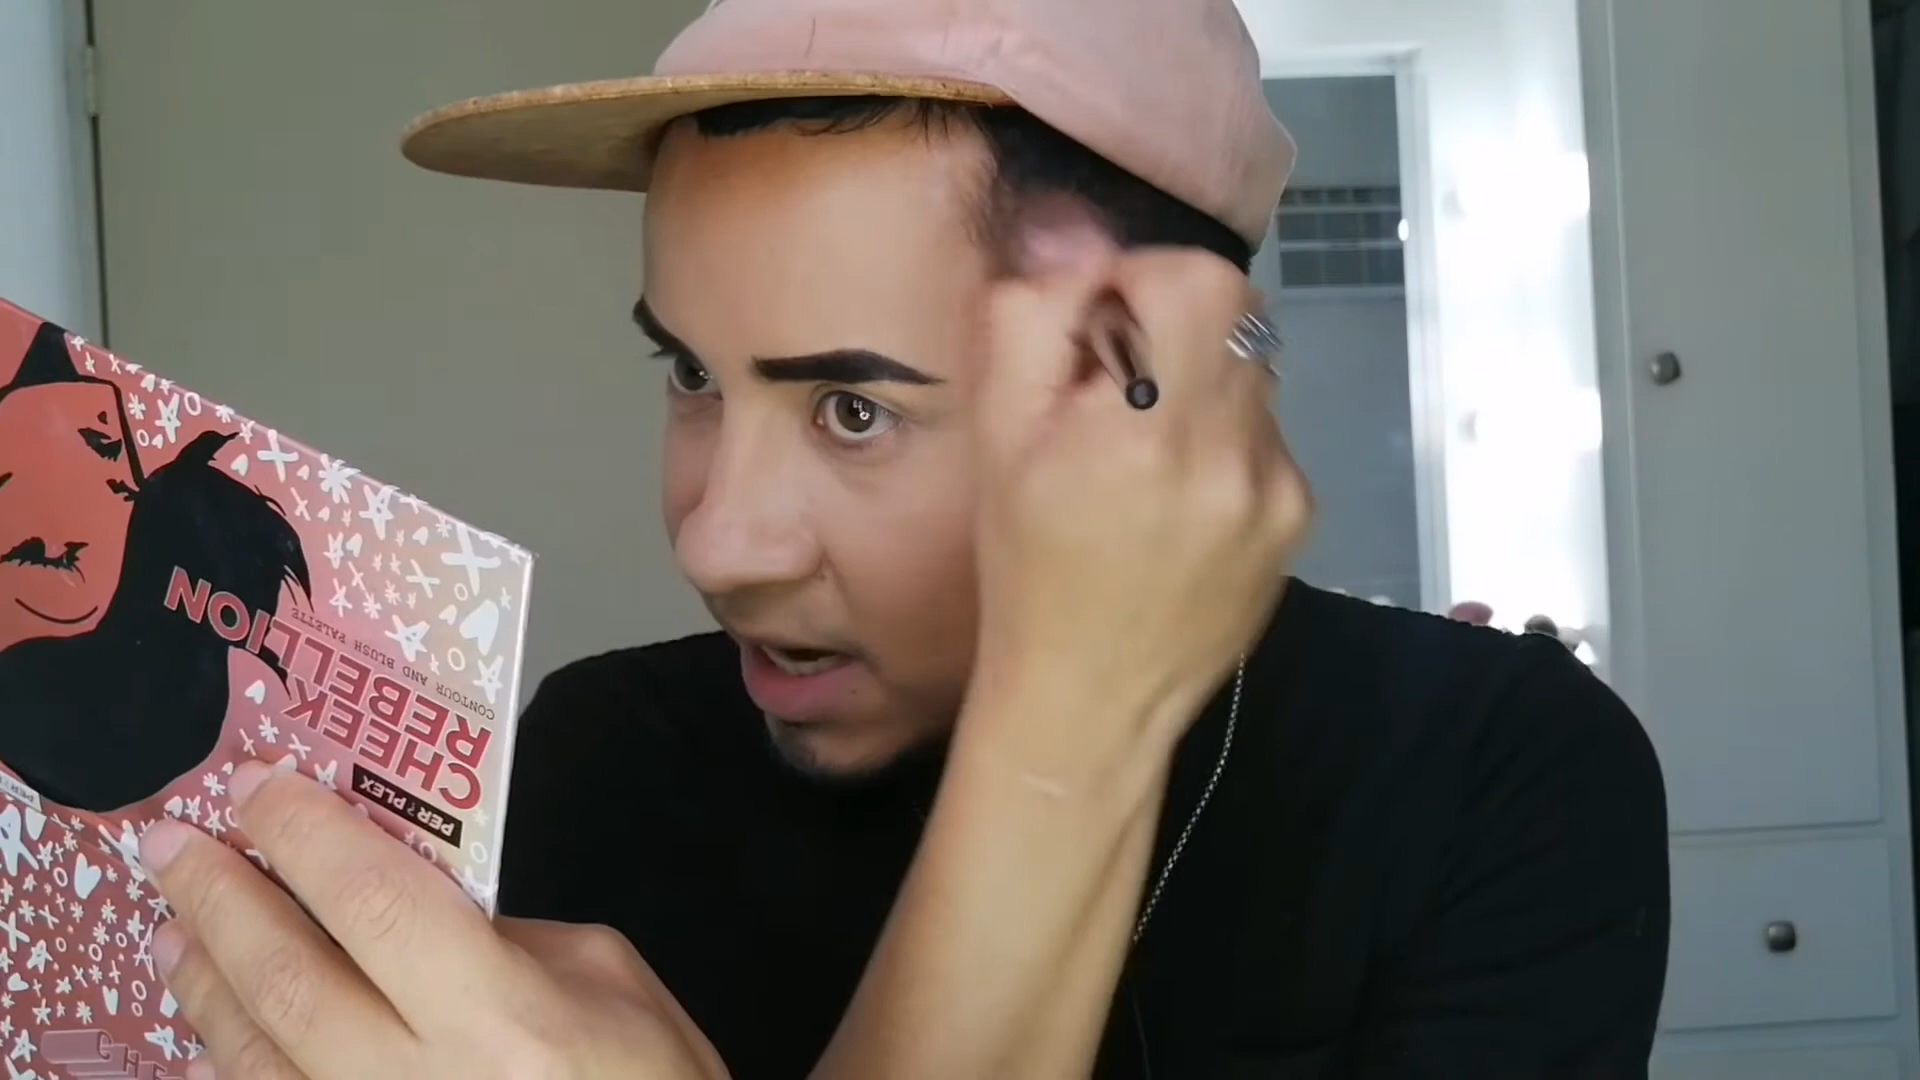 PER?PLEX
CHEEK
REBELLION
CONTOUR AND BLUSH PALETTE